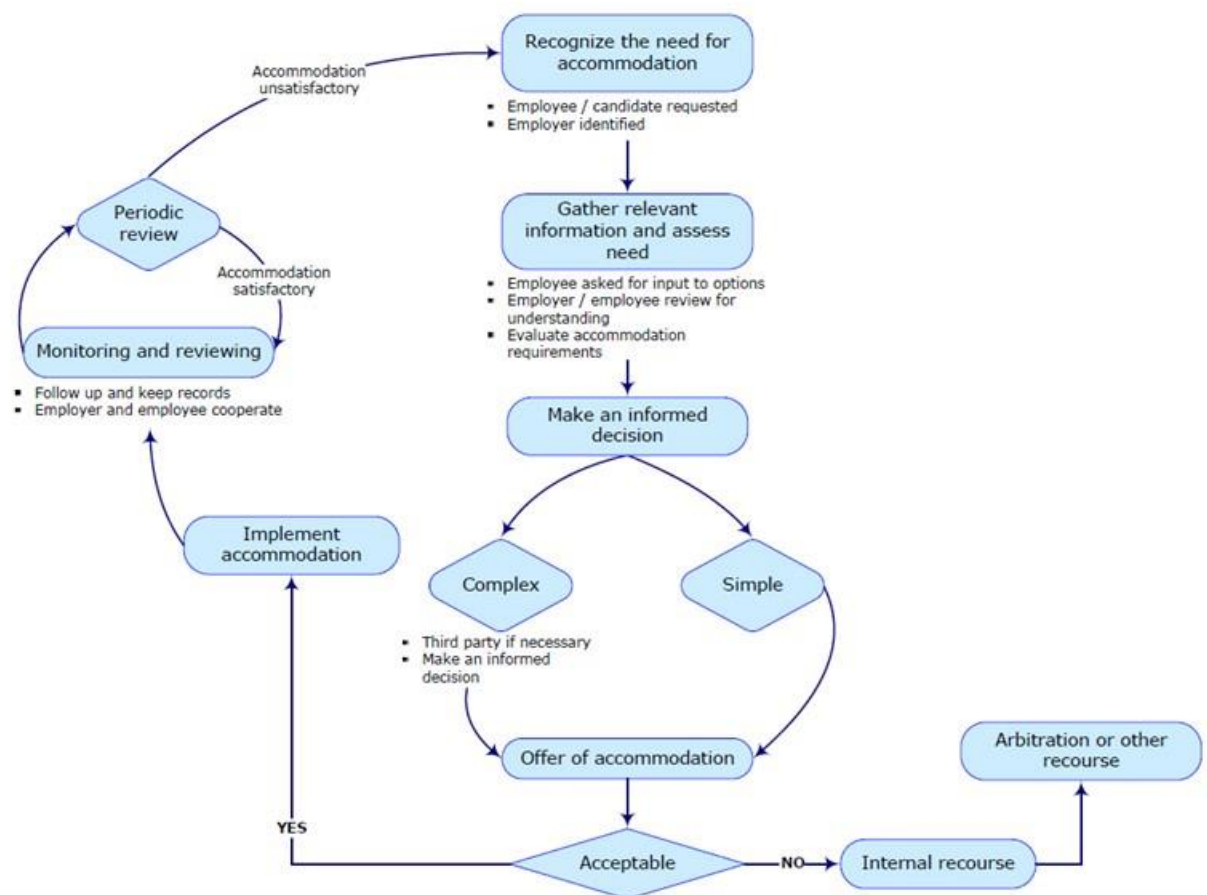 Recognize the need for
accommodation
▪ Employee / candidate requested
▪ Employer identified
Accommodation
unsatisfactory
Periodic
review
Accommodation
satisfactory
Monitoring and reviewing
▪ Follow up and keep records
▪ Employer and employee cooperate
Gather relevant
information and assess
need
▪ Employee asked for input to options
▪ Employer / employee review for
understanding
▪ Evaluate accommodation
requirements
Make an informed
decision
Implement
accommodation
Complex
▪ Third party if necessary
▪ Make an informed
decision
Simple
Offer of accommodation
Acceptable
YES
NO
Internal recourse
Arbitration or other
recourse